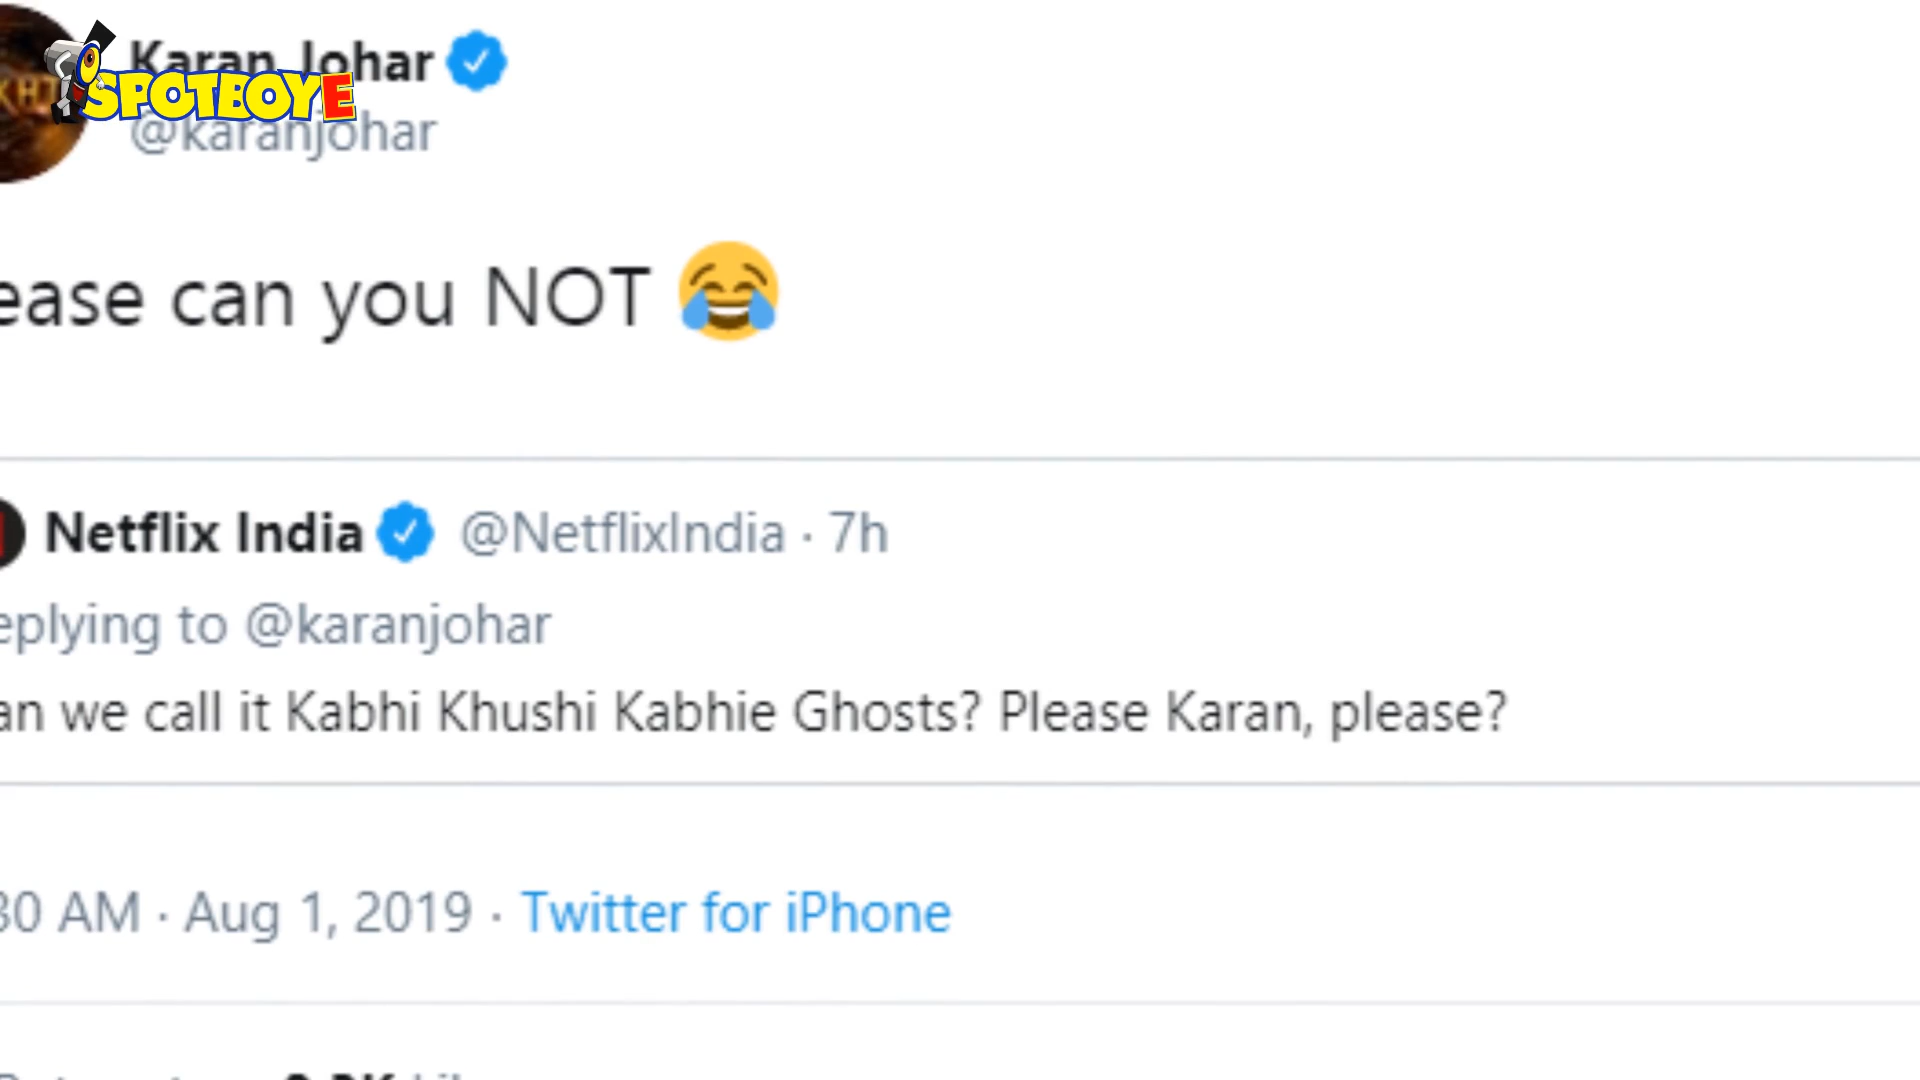 Karan Johar
SPOTBOYE
@karanjohar
ease can you NOT 😂
Netflix India @NetflixIndia · 7h
eplying to @karanjohar
an we call it Kabhi Khushi Kabhie Ghosts? Please Karan, please?
30 AM · Aug 1, 2019 · Twitter for iPhone